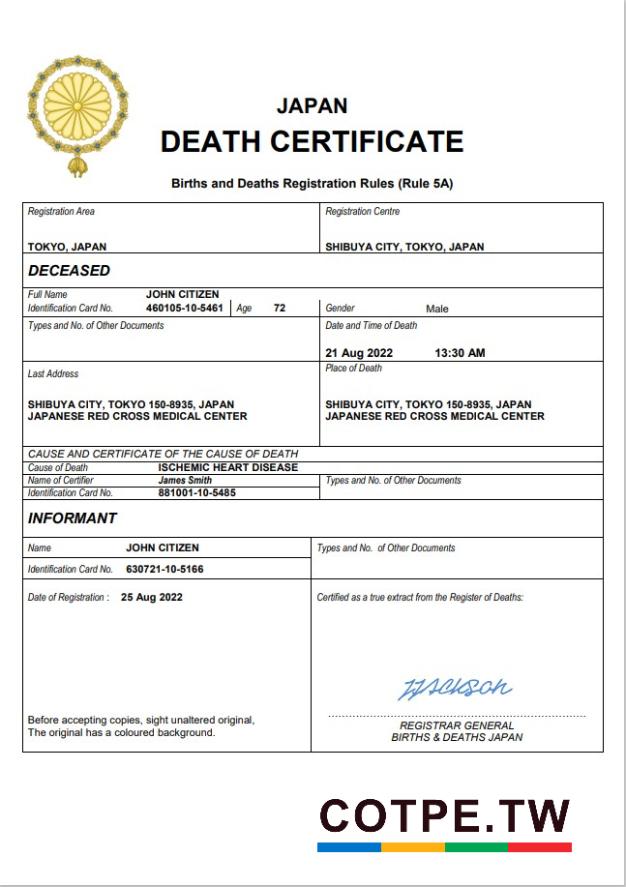 JAPAN
DEATH CERTIFICATE
Births and Deaths Registration Rules (Rule 5A)
Registration Area
Registration Centre
TOKYO, JAPAN
SHIBUYA CITY, TOKYO, JAPAN
DECEASED
Full Name JOHN CITIZEN
Identification Card No. 460105-10-5461 Age 72 Gender Male
Types and No. of Other Documents
Date and Time of Death
21 Aug 2022 13:30 AM
Last Address
Place of Death
SHIBUYA CITY, TOKYO 150-8935, JAPAN
JAPANESE RED CROSS MEDICAL CENTER
SHIBUYA CITY, TOKYO 150-8935, JAPAN
JAPANESE RED CROSS MEDICAL CENTER
CAUSE AND CERTIFICATE OF THE CAUSE OF DEATH
Cause of Death ISCHEMIC HEART DISEASE
Name of Certifier James Smith
Types and No. of Other Documents
Identification Card No. 881001-10-5485
INFORMANT
Name JOHN CITIZEN
Types and No. of Other Documents
Identification Card No. 630721-10-5166
Date of Registration : 25 Aug 2022
Certified as a true extract from the Register of Deaths:
Before accepting copies, sight unaltered original,
The original has a coloured background.
REGISTRAR GENERAL
BIRTHS & DEATHS JAPAN
COTPE.TW